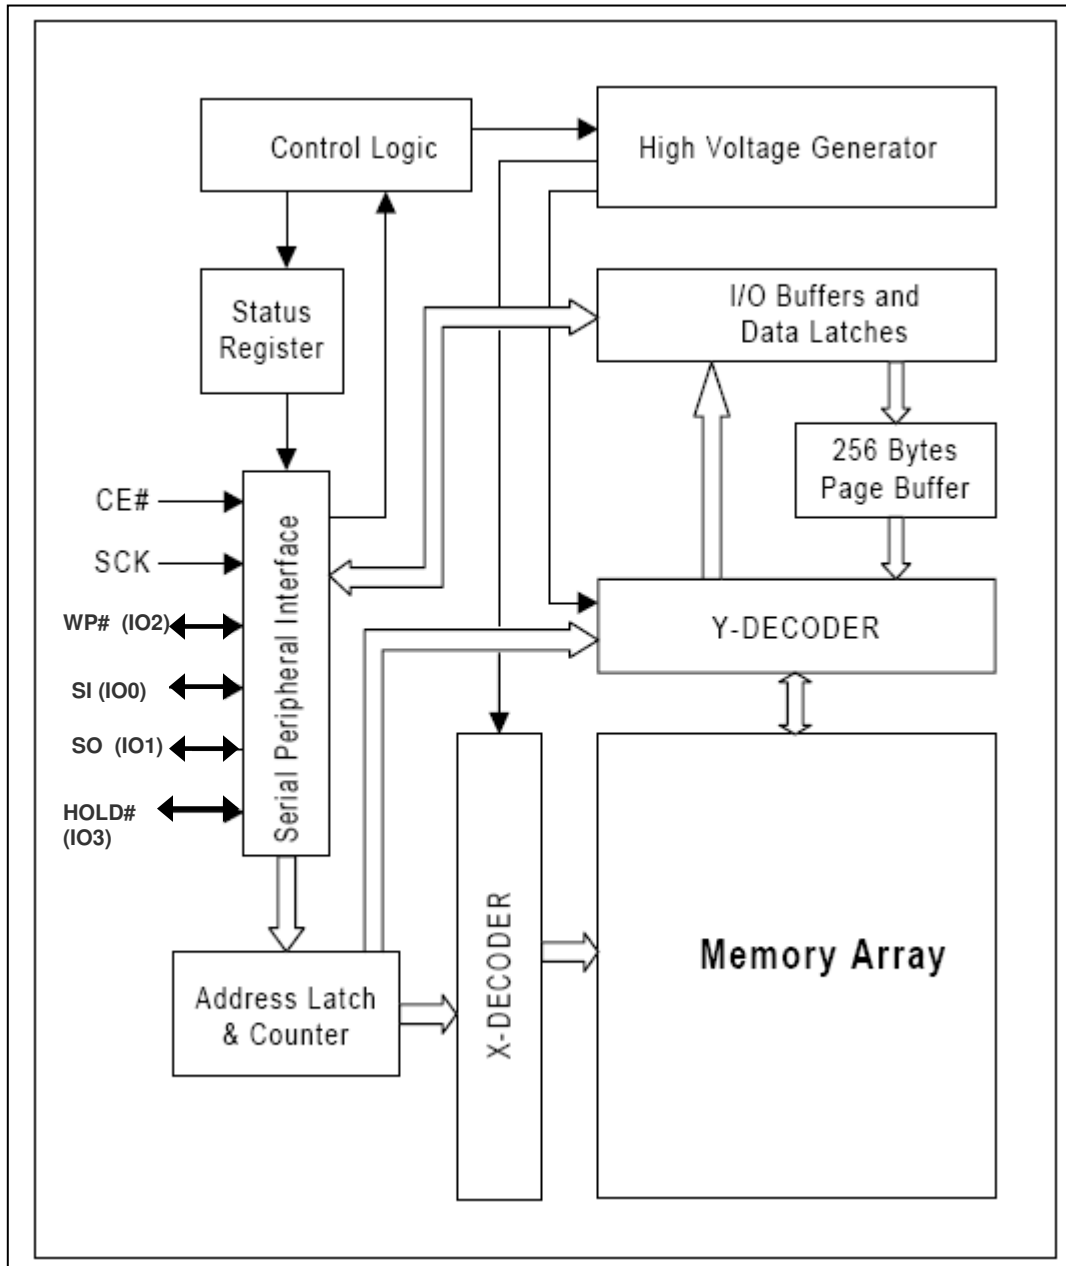 Control Logic
High Voltage Generator
Status
Register
I/O Buffers and
Data Latches
256 Bytes
Page Buffer
CE#
SCK
WP# (IO2)
SI (IO0)
SO (IO1)
HOLD#
(IO3)
Serial Peripheral Interface
Y-DECODER
X-DECODER
Memory Array
Address Latch
& Counter